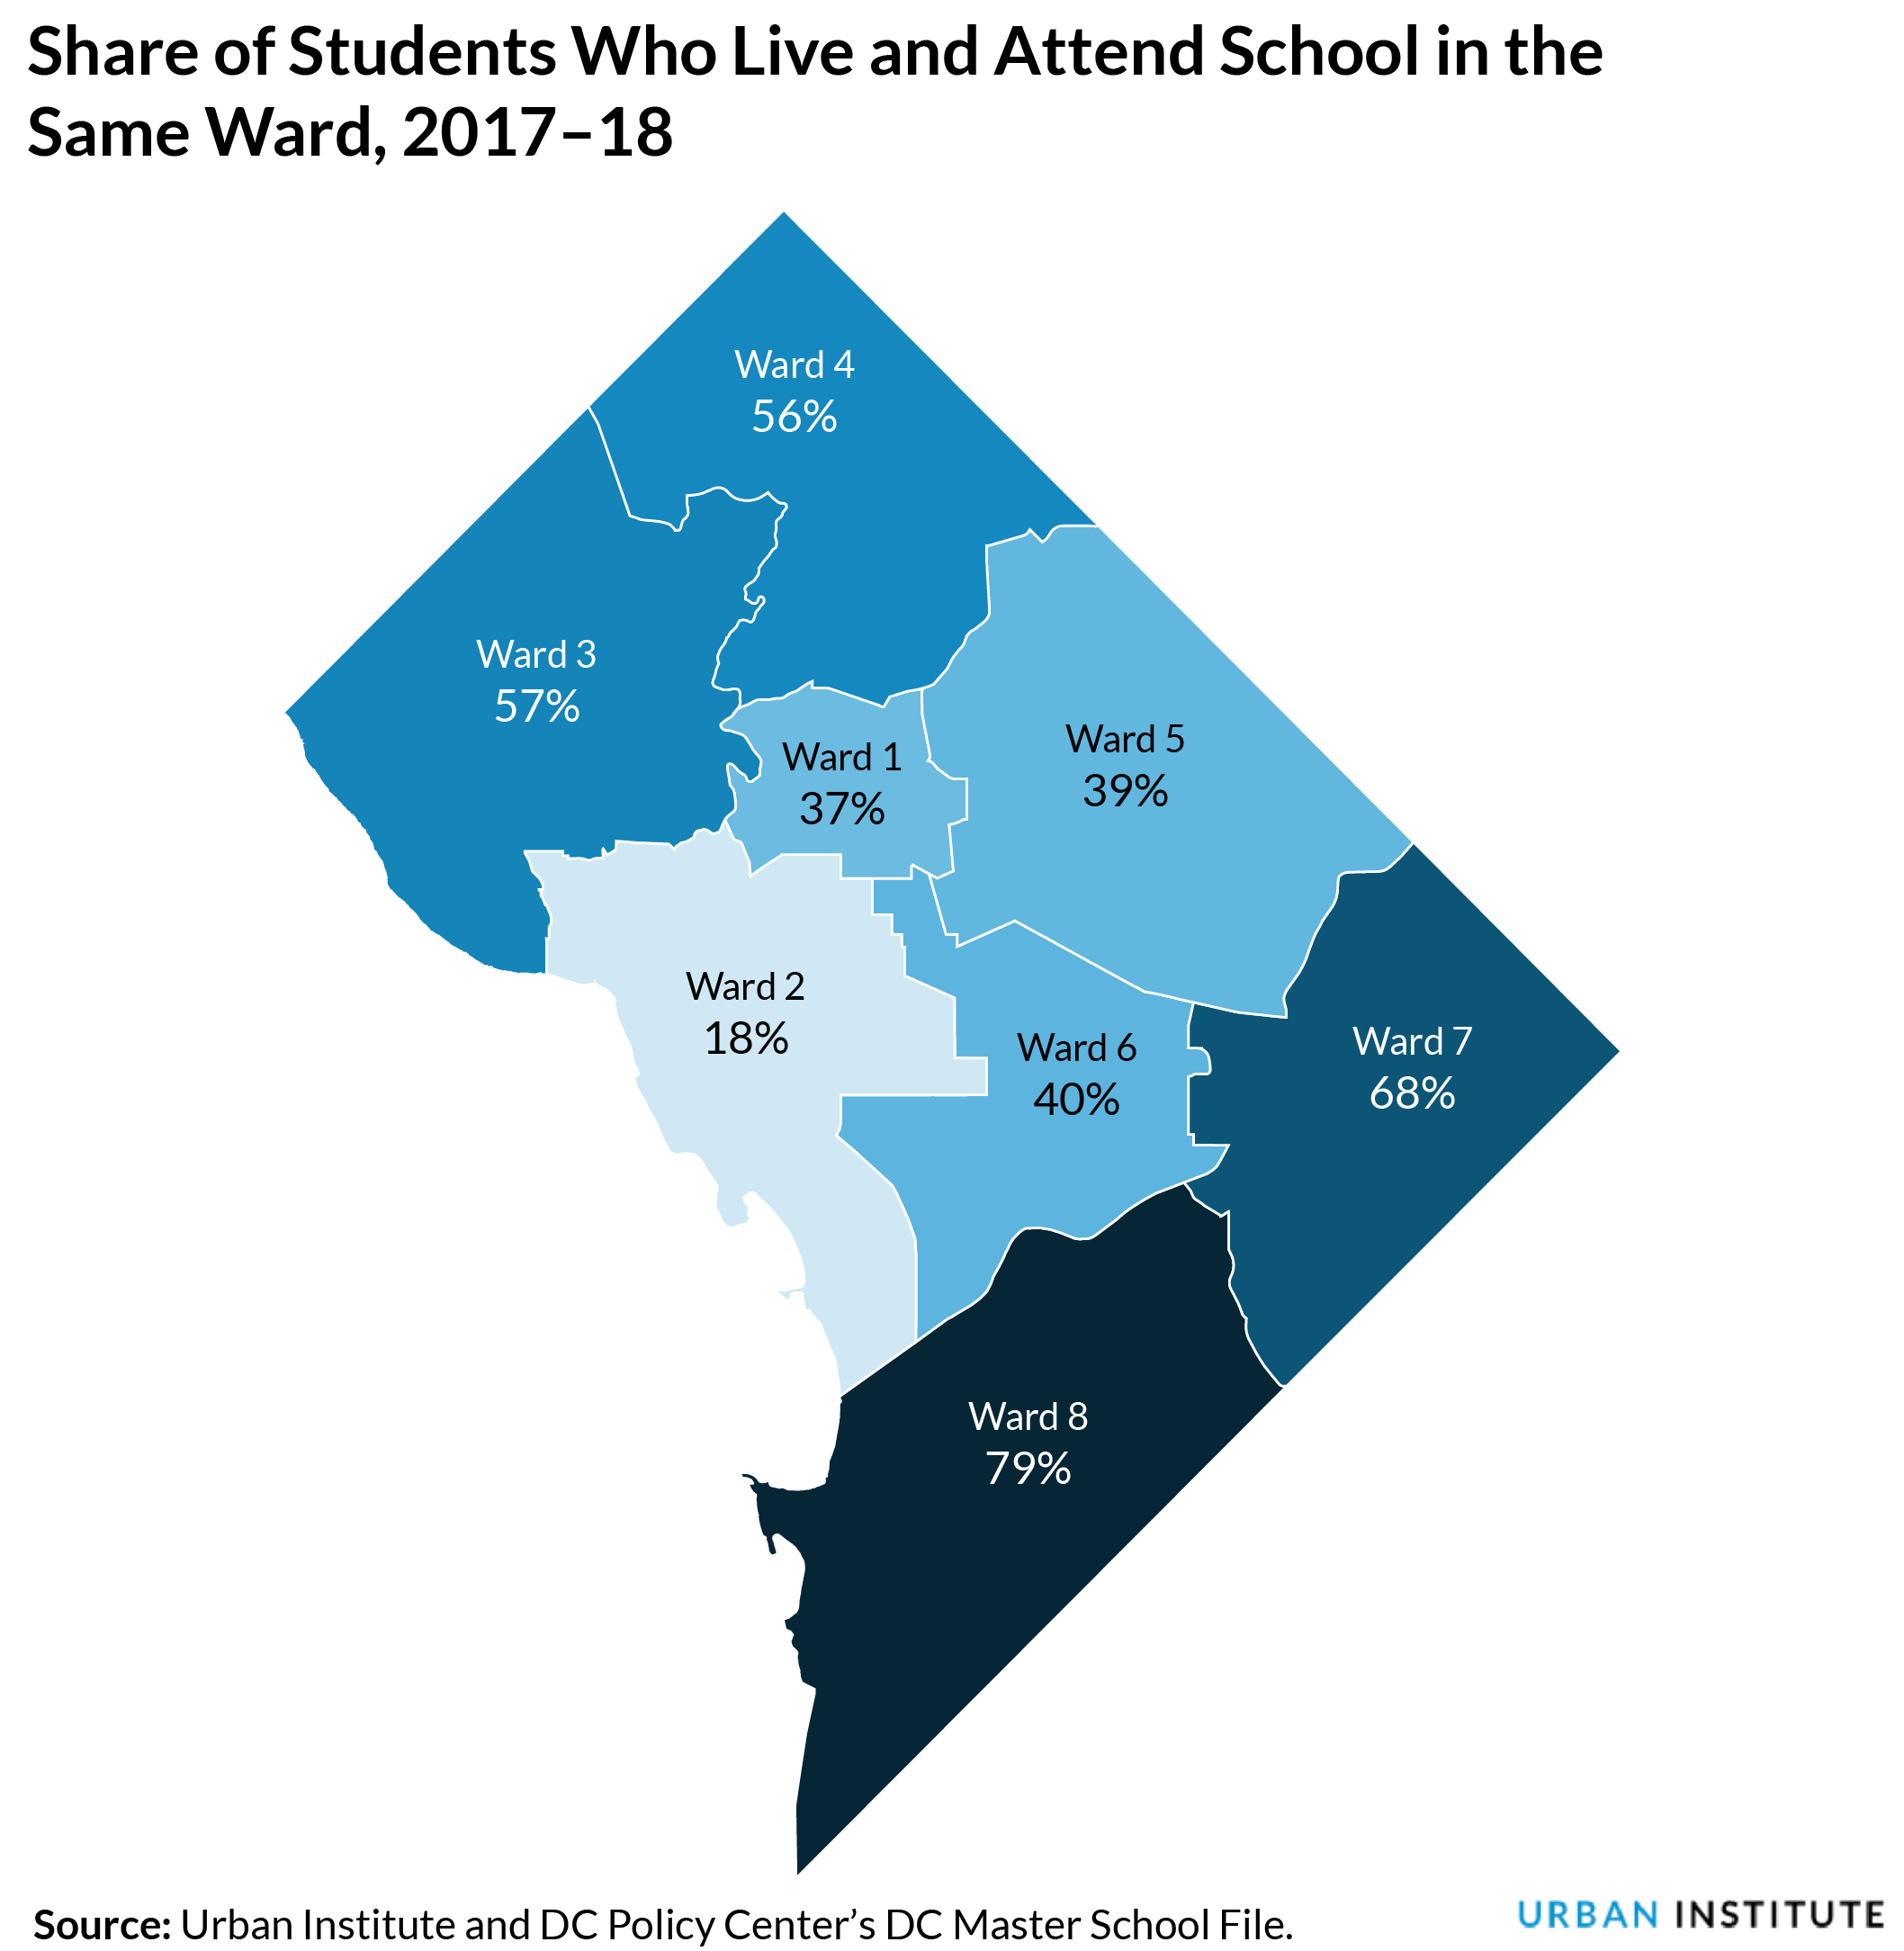 Share of Students Who Live and Attend School in the
Same Ward, 2017–18
Ward 4
56%
Ward 3
57%
Ward 1
37%
Ward 5
39%
Ward 2
18%
Ward 6
40%
Ward 7
68%
Ward 8
79%
Source: Urban Institute and DC Policy Center’s DC Master School File.
URBAN INSTITUTE